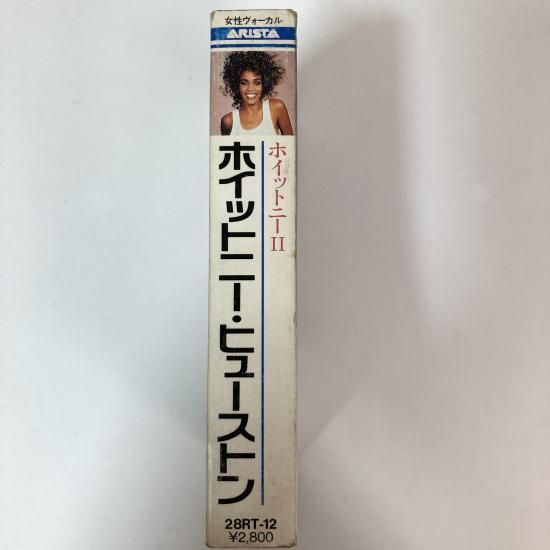 女性ヴォーカル
ARISTA
ホイットニーII
ホイットニー・ヒューストン
28RT-12
¥2,800